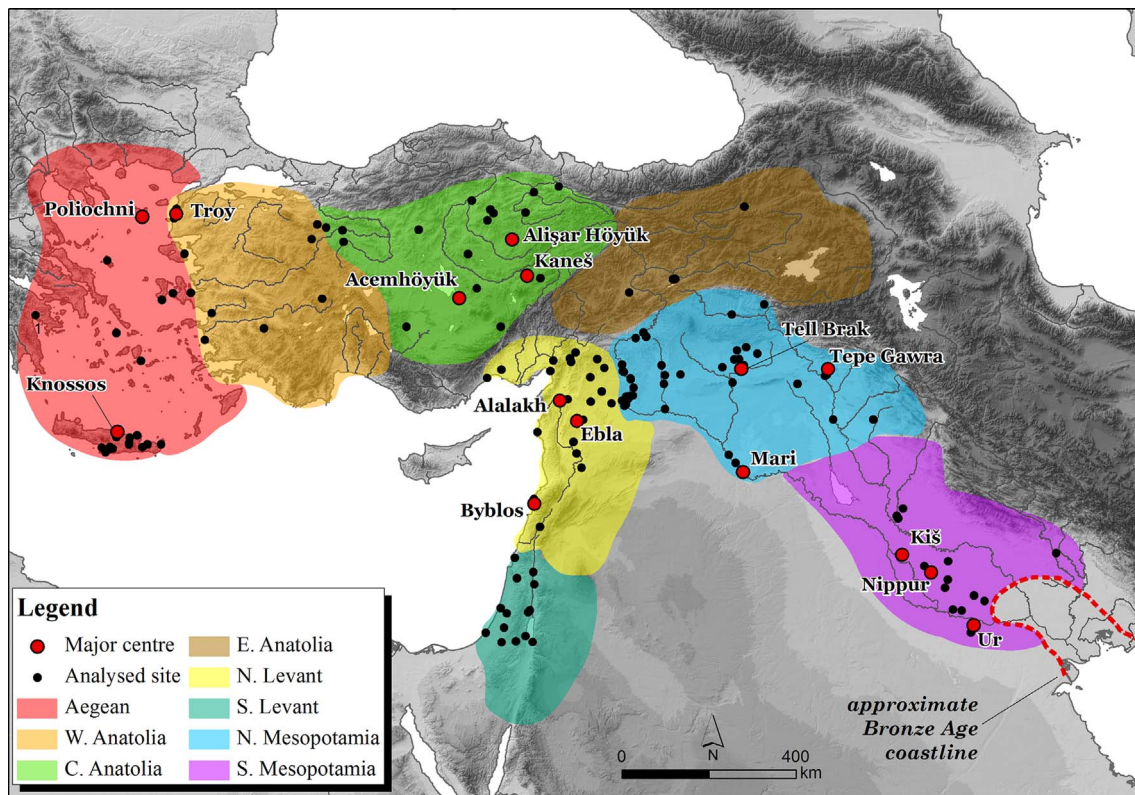 Poliochni
Troy
Alişar Höyük
Kaneš
Acemhöyük
Tell Brak
Tepe Gawra
1
Knossos
Alalakh
Ebla
Mari
Byblos
Kiš
Nippur
Ur
approximate
Bronze Age
coastline
Legend
Major centre
Analysed site
Aegean
W. Anatolia
C. Anatolia
E. Anatolia
N. Levant
S. Levant
N. Mesopotamia
S. Mesopotamia
N
0 400
km